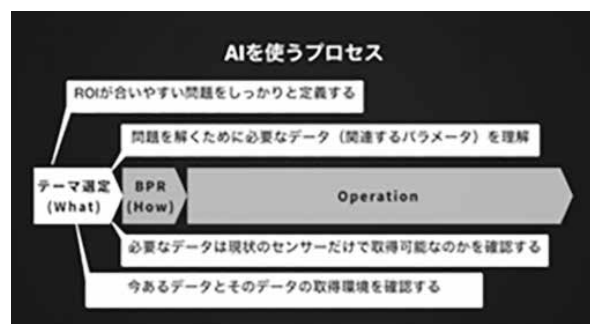 AIを使うプロセス
ROIが合いやすい問題をしっかりと定義する
問題を解くために必要なデータ（関連するパラメータ）を理解
テーマ選定
(What)
BPR
(How)
Operation
必要なデータは現状のセンサーだけで取得可能なのかを確認する
今あるデータとそのデータの取得環境を確認する